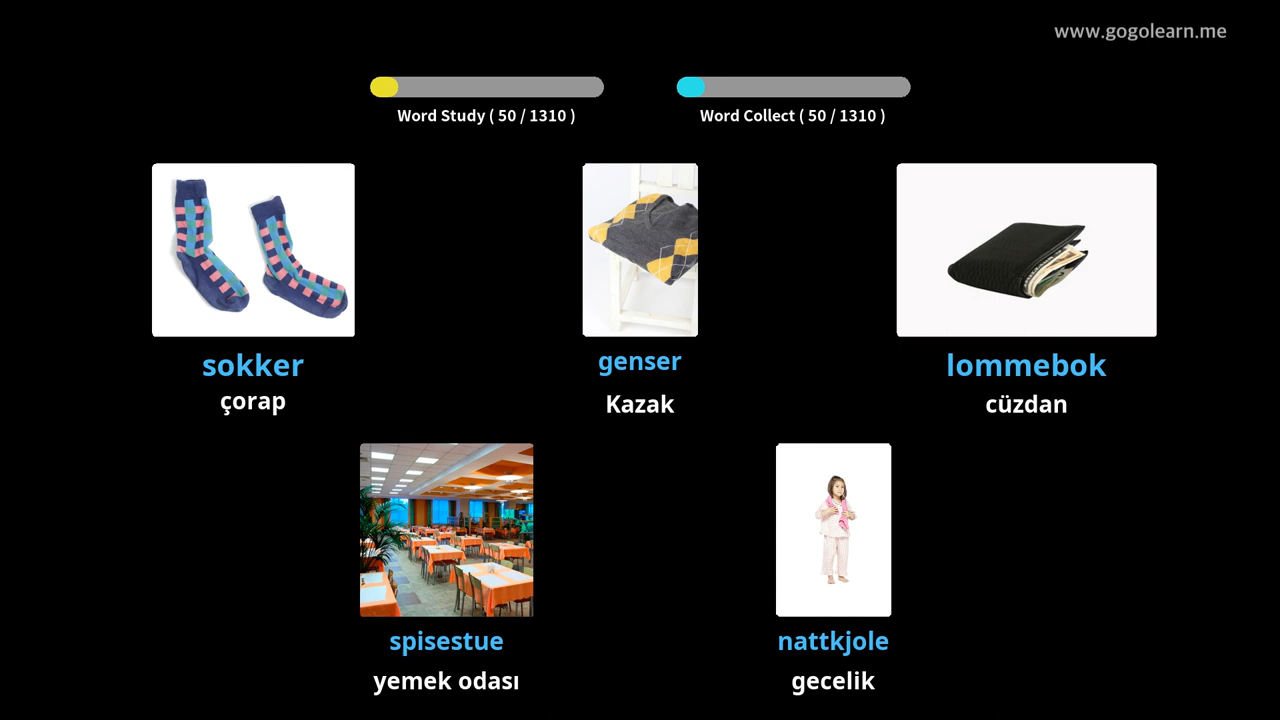 www.gogolearn.me
Word Study ( 50 / 1310 )
Word Collect ( 50 / 1310 )
sokker
çorap
genser
Kazak
lommebok
cüzdan
spisestue
yemek odası
nattkjole
gecelik